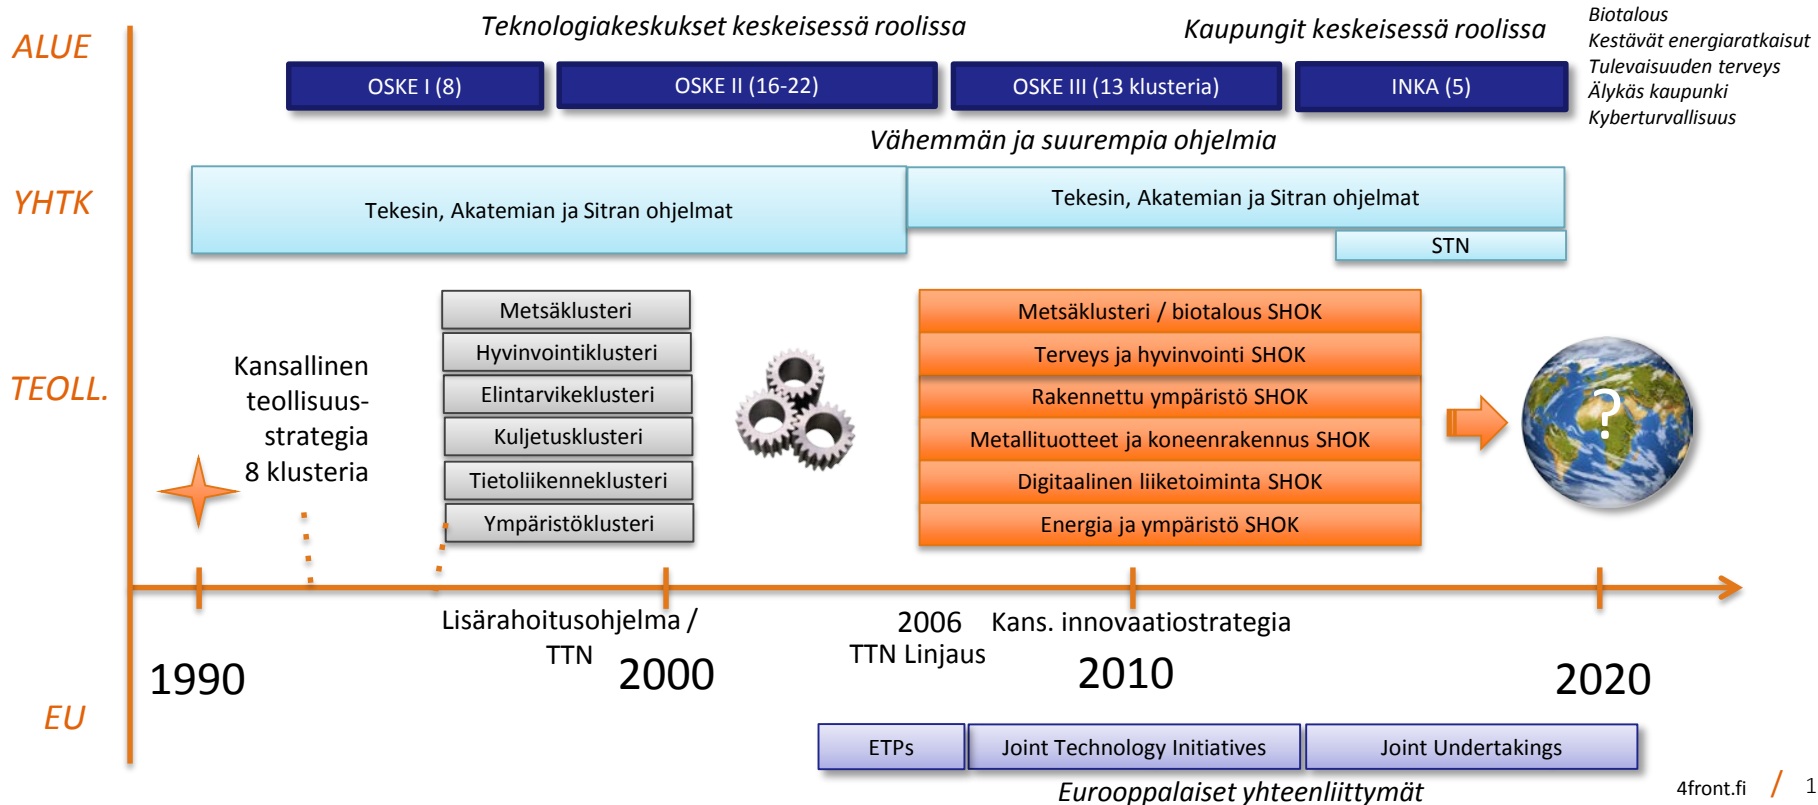 ALUE
Teknologiakeskukset keskeisessä roolissa
Kaupungit keskeisessä roolissa
Biotalous
Kestävät energiaratkaisut
Tulevaisuuden terveys
Älykäs kaupunki
Kyberturvallisuus
OSKE I (8)
OSKE II (16-22)
OSKE III (13 klusteria)
INKA (5)
Vähemmän ja suurempia ohjelmia
YHTK
Tekesin, Akatemian ja Sitran ohjelmat
Tekesin, Akatemian ja Sitran ohjelmat
STN
TEOLL.
Kansallinen
teollisuus-
strategia
8 klusteria
Metsäklusteri
Hyvinvointiklusteri
Elintarvikeklusteri
Kuljetusklusteri
Tietoliikenneklusteri
Ympäristöklusteri
Metsäklusteri / biotalous SHOK
Terveys ja hyvinvointi SHOK
Rakennettu ympäristö SHOK
Metallituotteet ja koneenrakennus SHOK
Digitaalinen liiketoiminta SHOK
Energia ja ympäristö SHOK
?
Lisärahoitusohjelma /
TTN
2006
TTN Linjaus
Kans. innovaatiostrategia
1990
2000
2010
2020
EU
ETPs
Joint Technology Initiatives
Joint Undertakings
Eurooppalaiset yhteenliittymät
4front.fi / 1